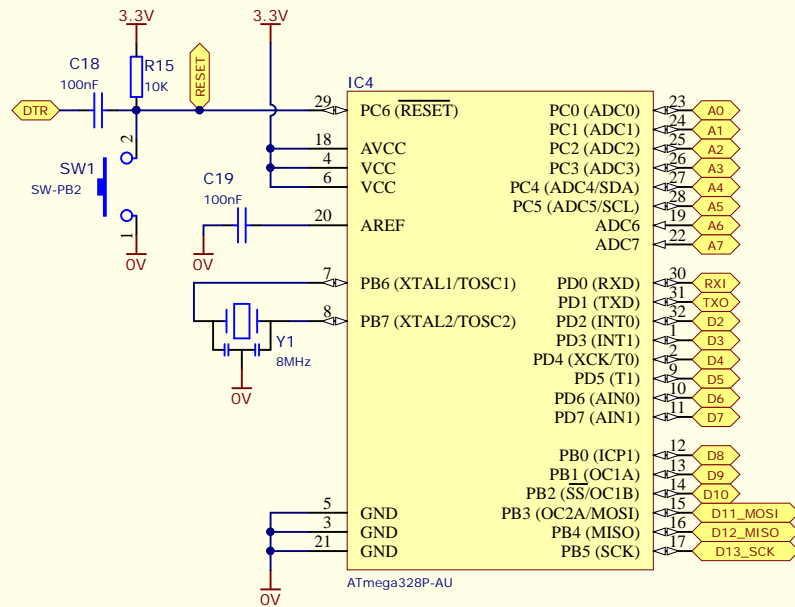 3.3V
3.3V
C18
100nF
R15
10K
RESET
DTR
2
SW1
SW-PB2
1
0V
C19
100nF
0V
Y1
8MHz
0V
0V
IC4
29 PC6 (RESET)
18 AVCC
4 VCC
6 VCC
20 AREF
7 PB6 (XTAL1/TOSC1)
8 PB7 (XTAL2/TOSC2)
5 GND
3 GND
21 GND
PC0 (ADC0) 23 A0
PC1 (ADC1) 24 A1
PC2 (ADC2) 25 A2
PC3 (ADC3) 26 A3
PC4 (ADC4/SDA) 27 A4
PC5 (ADC5/SCL) 28 A5
ADC6 19 A6
ADC7 22 A7
PD0 (RXD) 30 RXI
PD1 (TXD) 31 TXO
PD2 (INT0) 32 D2
PD3 (INT1) 1 D3
PD4 (XCK/T0) 2 D4
PD5 (T1) 9 D5
PD6 (AIN0) 10 D6
PD7 (AIN1) 11 D7
PB0 (ICP1) 12 D8
PB1 (OC1A) 13 D9
PB2 (SS/OC1B) 14 D10
PB3 (OC2A/MOSI) 15 D11_MOSI
PB4 (MISO) 16 D12_MISO
PB5 (SCK) 17 D13_SCK
ATmega328P-AU